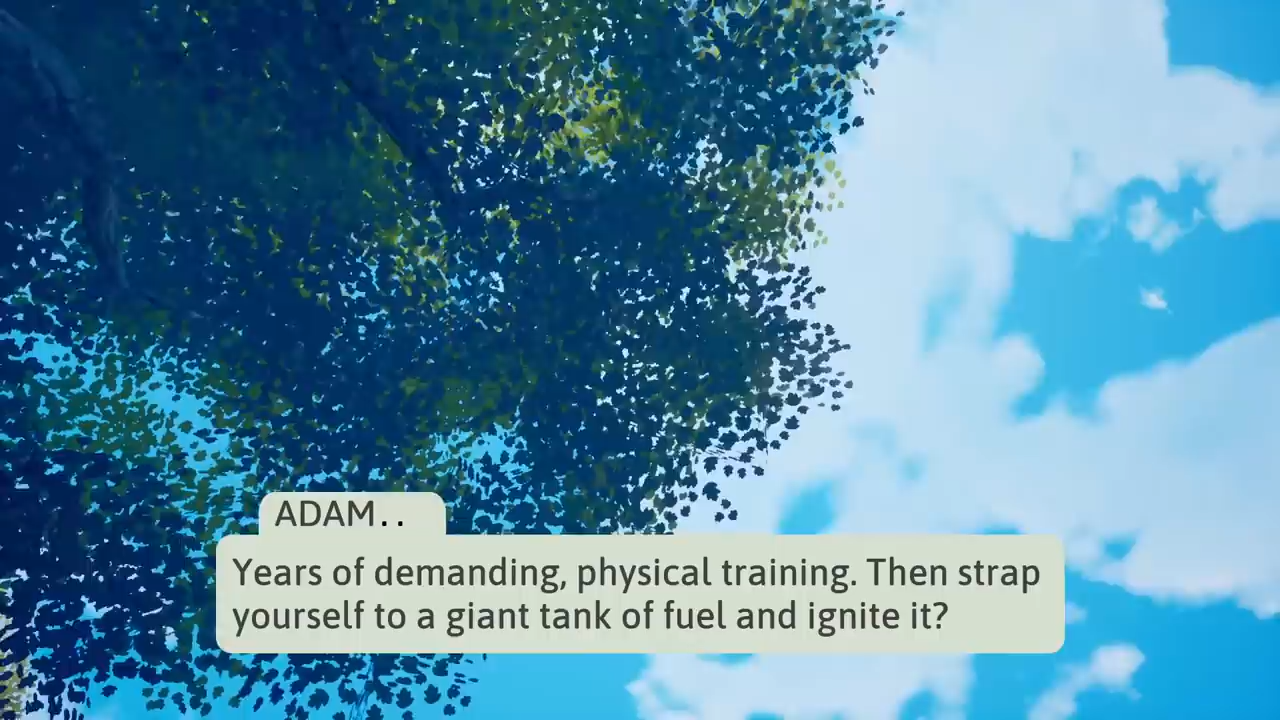 ADAM..
Years of demanding, physical training. Then strap
yourself to a giant tank of fuel and ignite it?